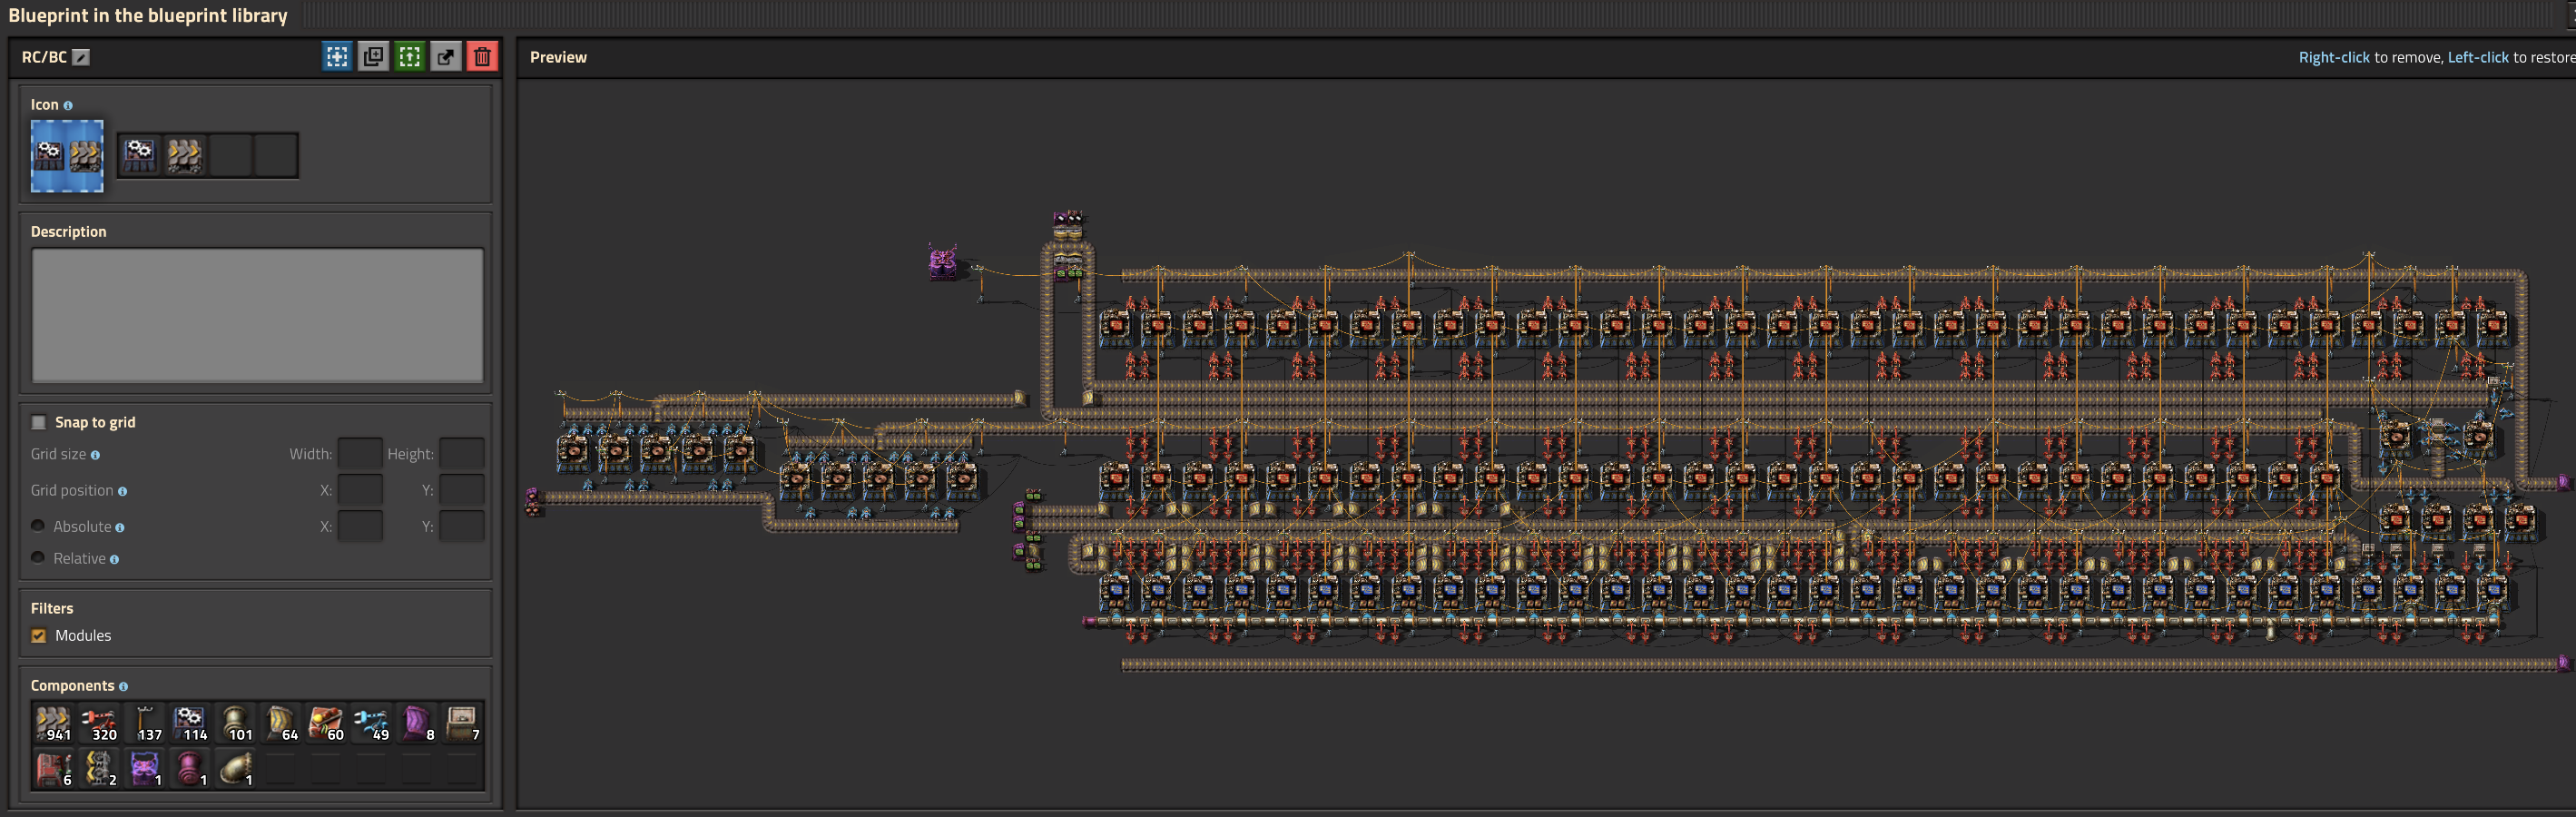 Blueprint in the blueprint library
RC/BC
Preview
Right-click to remove, Left-click to restore
Icon
Description
Snap to grid
Grid size Width: Height:
Grid position X: Y:
Absolute X: Y:
Relative
Filters
Modules
Components
941 320 137 114 101 64 60 49 8 7
6 2 1 1 1